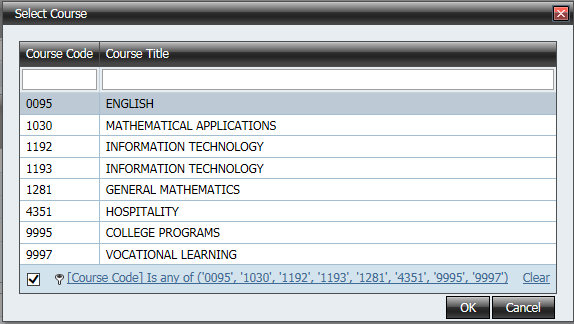 Select Course
Course Code Course Title
0095 ENGLISH
1030 MATHEMATICAL APPLICATIONS
1192 INFORMATION TECHNOLOGY
1193 INFORMATION TECHNOLOGY
1281 GENERAL MATHEMATICS
4351 HOSPITALITY
9995 COLLEGE PROGRAMS
9997 VOCATIONAL LEARNING
[Course Code] Is any of ('0095', '1030', '1192', '1193', '1281', '4351', '9995', '9997') Clear
OK Cancel